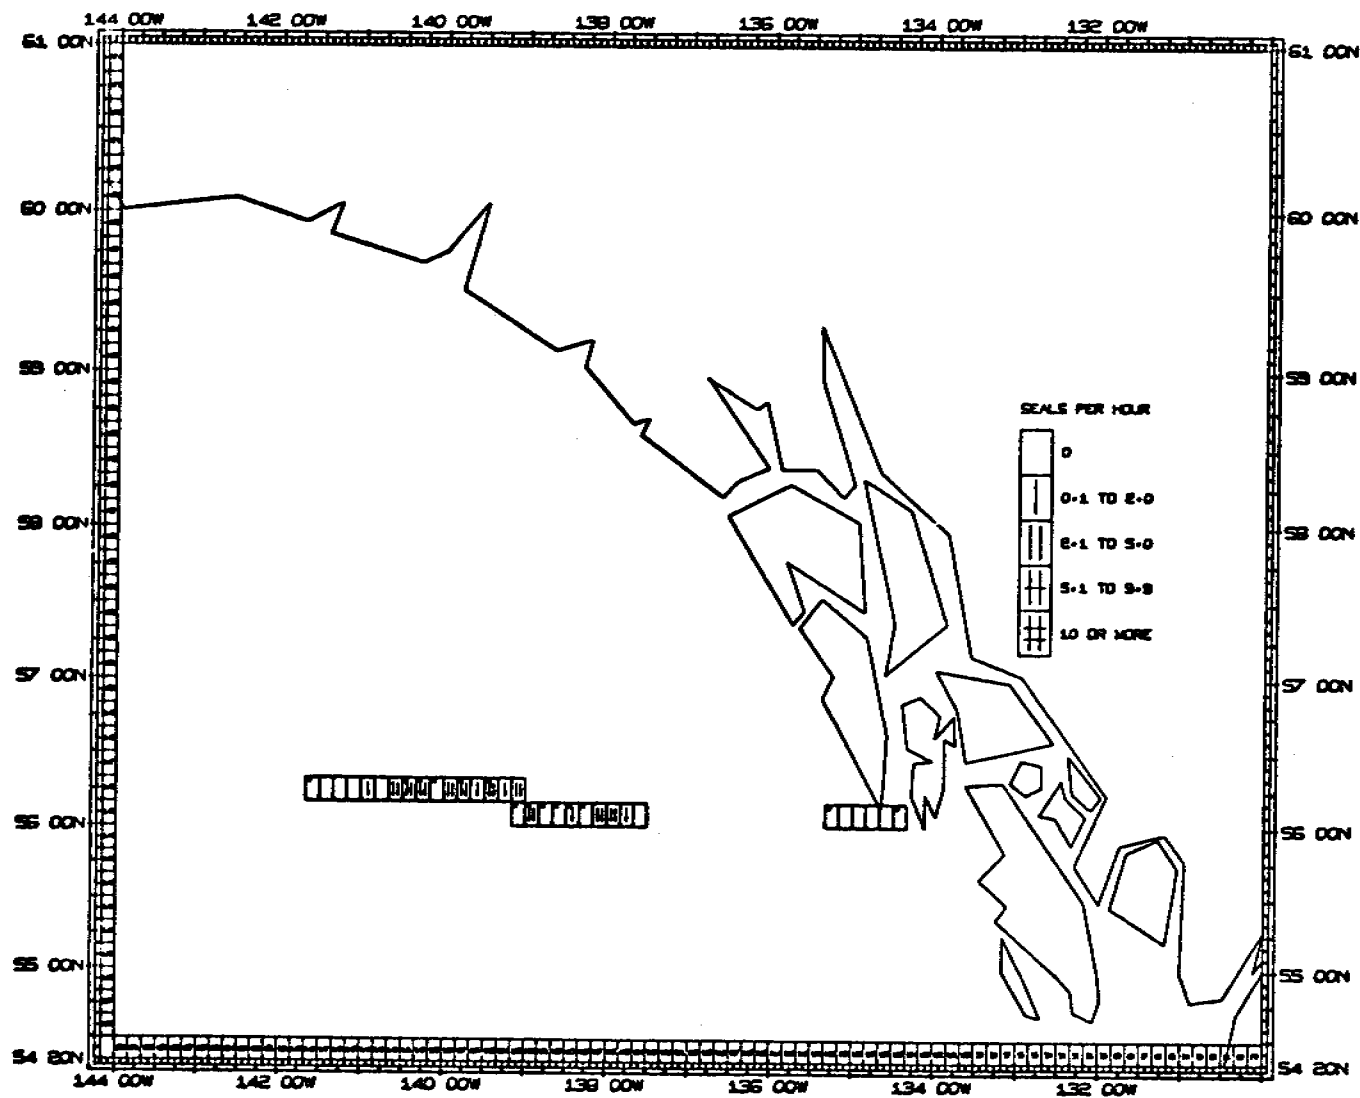 144 00W 142 00W 140 00W 138 00W 136 00W 134 00W 132 00W
61 00N 61 00N
60 00N 60 00N
59 00N 59 00N
SEALS PER HOUR
0
0.1 TO 2.0
2.1 TO 5.0
5.1 TO 9.9
10 OR MORE
58 00N 58 00N
57 00N 57 00N
56 00N 56 00N
55 00N 55 00N
54 20N 54 20N
144 00W 142 00W 140 00W 138 00W 136 00W 134 00W 132 00W